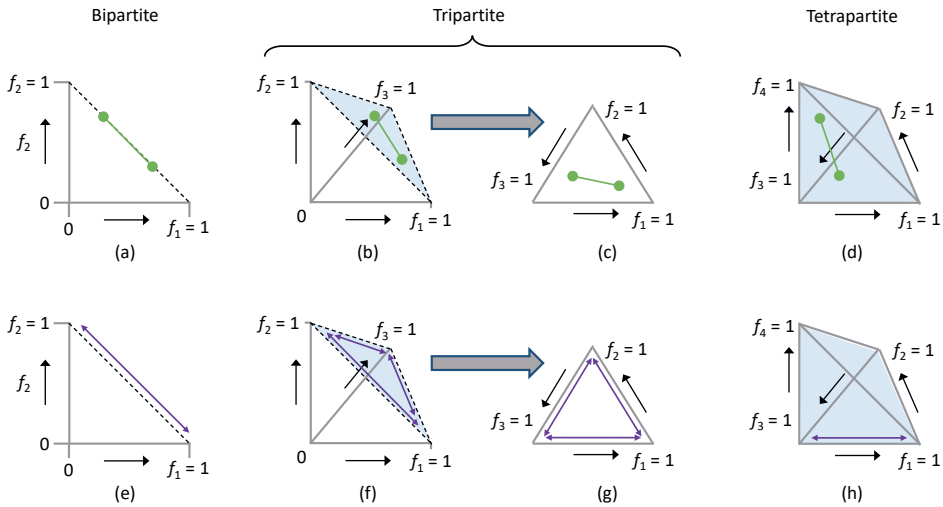 Bipartite
Tripartite
Tetrapartite
f₂ = 1
f₂
0
0
f₁ = 1
(a)
f₂ = 1
f₃ = 1
0
f₁ = 1
(b)
f₂ = 1
f₃ = 1
f₁ = 1
(c)
f₄ = 1
f₂ = 1
f₃ = 1
f₁ = 1
(d)
f₂ = 1
f₂
0
0
f₁ = 1
(e)
f₂ = 1
f₃ = 1
0
f₁ = 1
(f)
f₂ = 1
f₃ = 1
f₁ = 1
(g)
f₄ = 1
f₂ = 1
f₃ = 1
f₁ = 1
(h)